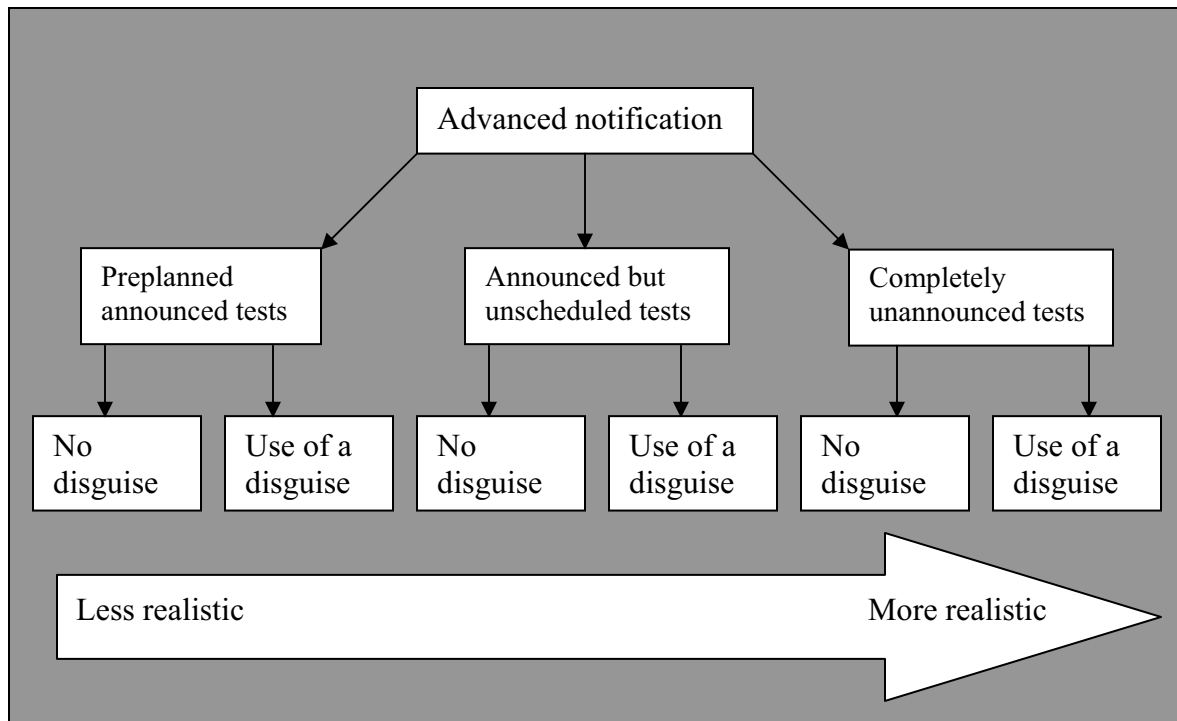 Advanced notification
Preplanned
announced tests
Announced but
unscheduled tests
Completely
unannounced tests
No
disguise
Use of a
disguise
No
disguise
Use of a
disguise
No
disguise
Use of a
disguise
Less realistic
More realistic